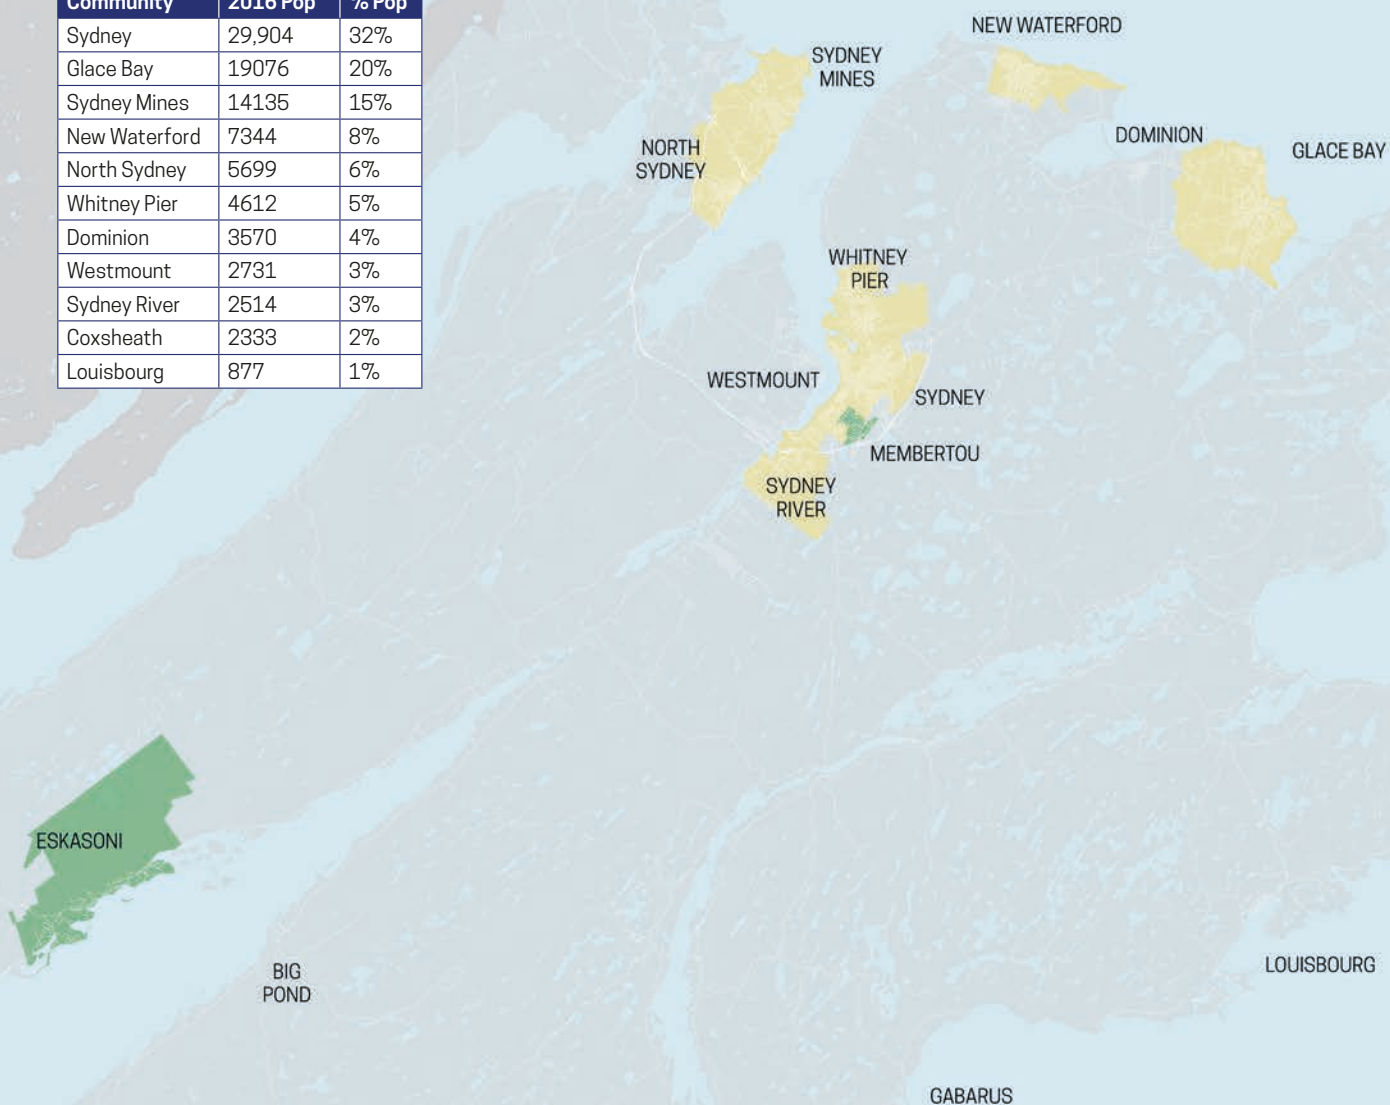 Community 2016 Pop % Pop
Sydney 29,904 32%
Glace Bay 19076 20%
Sydney Mines 14135 15%
New Waterford 7344 8%
North Sydney 5699 6%
Whitney Pier 4612 5%
Dominion 3570 4%
Westmount 2731 3%
Sydney River 2514 3%
Coxsheath 2333 2%
Louisbourg 877 1%
NEW WATERFORD
SYDNEY
MINES
DOMINION
GLACE BAY
NORTH
SYDNEY
WHITNEY
PIER
WESTMOUNT
SYDNEY
MEMBERTOU
SYDNEY
RIVER
ESKASONI
BIG
POND
LOUISBOURG
GABARUS